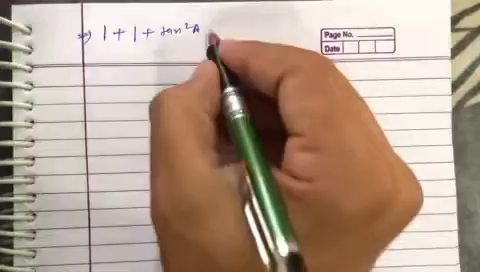 ⇒) 1 + 1 + tan²A
Page No.
Date